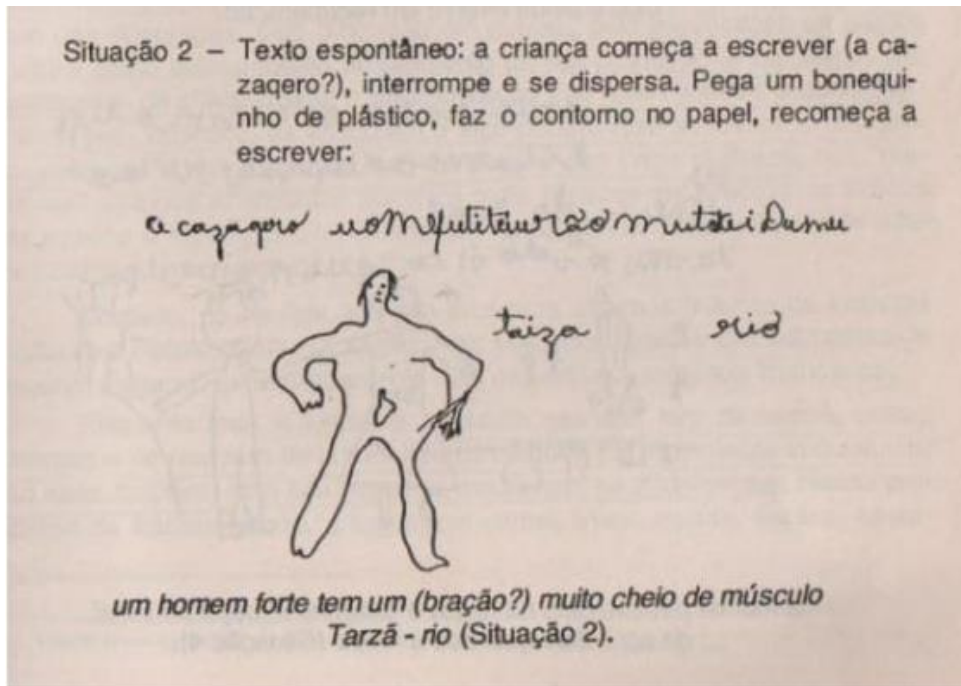 Situação 2 – Texto espontâneo: a criança começa a escrever (a ca-
zaqero?), interrompe e se dispersa. Pega um bonequi-
nho de plástico, faz o contorno no papel, recomeça a
escrever:
a cazaqero
taiza rio
um homem forte tem um (bração?) muito cheio de músculo
Tarzã - rio (Situação 2).